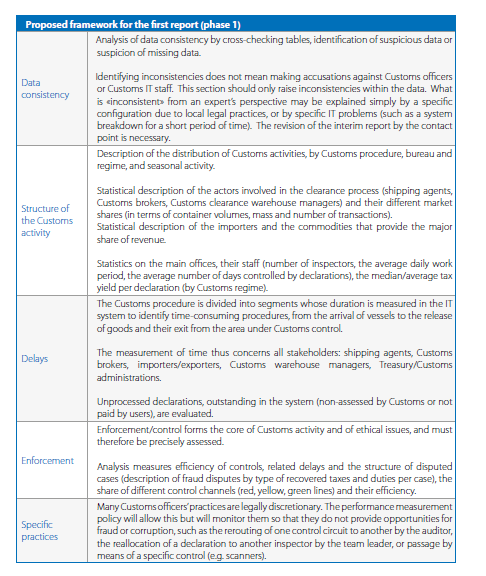 Proposed framework for the first report (phase 1)
Data
consistency
Analysis of data consistency by cross-checking tables, identification of suspicious data or
suspicion of missing data.
Identifying inconsistencies does not mean making accusations against Customs officers
or Customs IT staff. This section should only raise inconsistencies within the data. What
is «inconsistent» from an expert's perspective may be explained simply by a specific
configuration due to local legal practices, or by specific IT problems (such as a system
breakdown for a short period of time). The revision of the interim report by the contact
point is necessary.
Structure of
the Customs
activity
Description of the distribution of Customs activities, by Customs procedure, bureau and
regime, and seasonal activity.
Statistical description of the actors involved in the clearance process (shipping agents,
Customs brokers, Customs clearance warehouse managers) and their different market
shares (in terms of container volumes, mass and number of transactions).
Statistical description of the importers and the commodities that provide the major
share of revenue.
Statistics on the main offices, their staff (number of inspectors, the average daily work
period, the average number of days controlled by declarations), the median/average tax
yield per declaration (by Customs regime).
Delays
The Customs procedure is divided into segments whose duration is measured in the IT
system to identify time-consuming procedures, from the arrival of vessels to the release
of goods and their exit from the area under Customs control.
The measurement of time thus concerns all stakeholders: shipping agents, Customs
brokers, importers/exporters, Customs warehouse managers, Treasury/Customs
administrations.
Unprocessed declarations, outstanding in the system (non-assessed by Customs or not
paid by users), are evaluated.
Enforcement
Enforcement/control forms the core of Customs activity and of ethical issues, and must
therefore be precisely assessed.
Analysis measures efficiency of controls, related delays and the structure of disputed
cases (description of fraud disputes by type of recovered taxes and duties per case), the
share of different control channels (red, yellow, green lines) and their efficiency.
Specific
practices
Many Customs officers' practices are legally discretionary. The performance measurement
policy will allow this but will monitor them so that they do not provide opportunities for
fraud or corruption, such as the rerouting of one control circuit to another by the auditor,
the reallocation of a declaration to another inspector by the team leader, or passage by
means of a specific control (e.g. scanners).